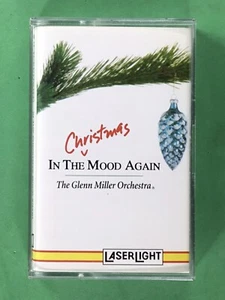 Christmas
IN THE MOOD AGAIN
The Glenn Miller Orchestra®
LASERLIGHT